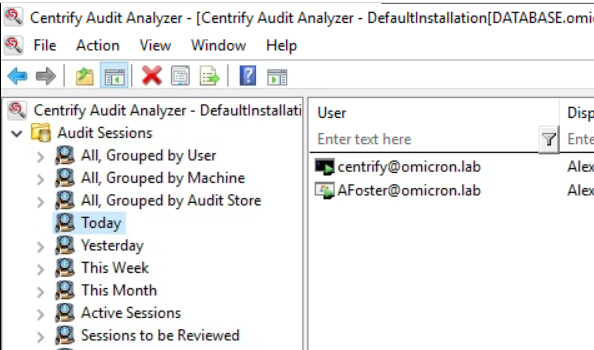 Centrify Audit Analyzer - [Centrify Audit Analyzer - DefaultInstallation[DATABASE.omi
File Action View Window Help
Centrify Audit Analyzer - DefaultInstallati
Audit Sessions
All, Grouped by User
All, Grouped by Machine
All, Grouped by Audit Store
Today
Yesterday
This Week
This Month
Active Sessions
Sessions to be Reviewed
User Disp
Enter text here Ente
centrify@omicron.lab Alex
AFoster@omicron.lab Alex